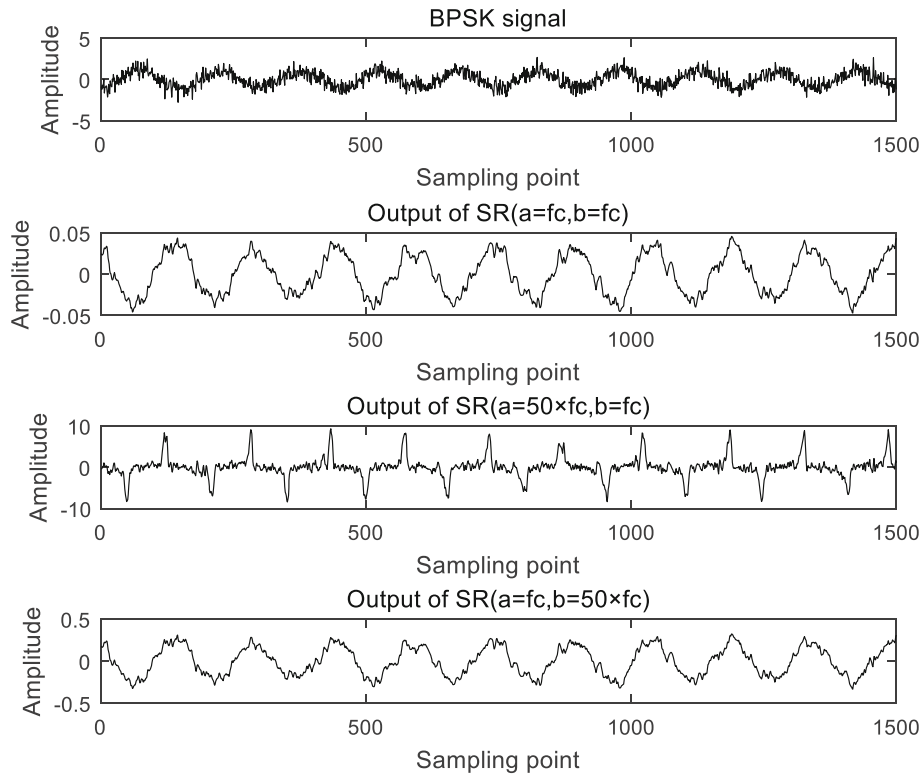 BPSK signal
Amplitude
5
0
-5
0 500 1000 1500
Sampling point
Output of SR(a=fc,b=fc)
Amplitude
0.05
0
-0.05
0 500 1000 1500
Sampling point
Output of SR(a=50×fc,b=fc)
Amplitude
10
0
-10
0 500 1000 1500
Sampling point
Output of SR(a=fc,b=50×fc)
Amplitude
0.5
0
-0.5
0 500 1000 1500
Sampling point